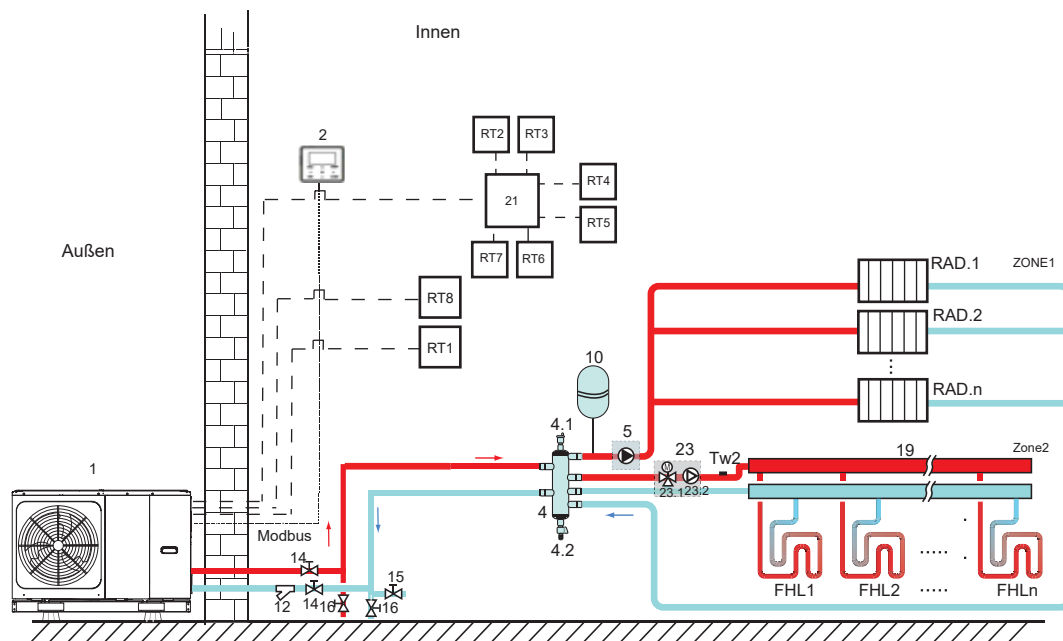 Innen
RT2
RT3
2
RT4
21
RT5
RT7
RT6
Außen
RT8
RT1
RAD.1
ZONE1
RAD.2
RAD.n
10
4.1
5
23
Tw2
19
Zone2
M
23.1
23.2
1
4
4.2
Modbus
14
12
14
16
16
15
FHL1
FHL2
FHLn